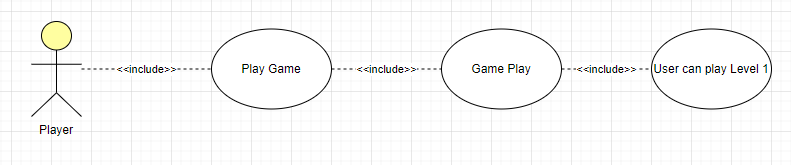 <<include>>
Play Game
<<include>>
Game Play
<<include>>
User can play Level 1
Player